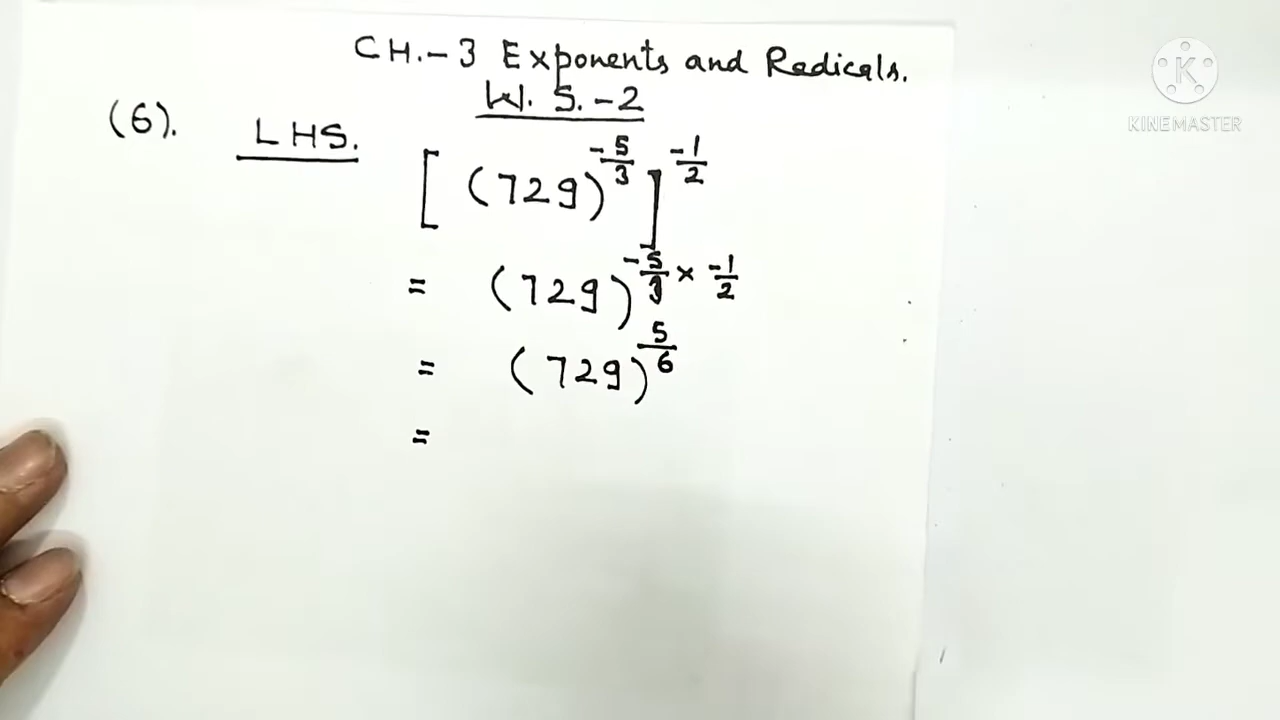 CH.-3 Exponents and Radicals.
W. S.-2
(6). LHS. [(729)^(-5/3)]^(-1/2)
= (729)^(-5/3 × -1/2)
= (729)^(5/6)
=
K
KINEMASTER